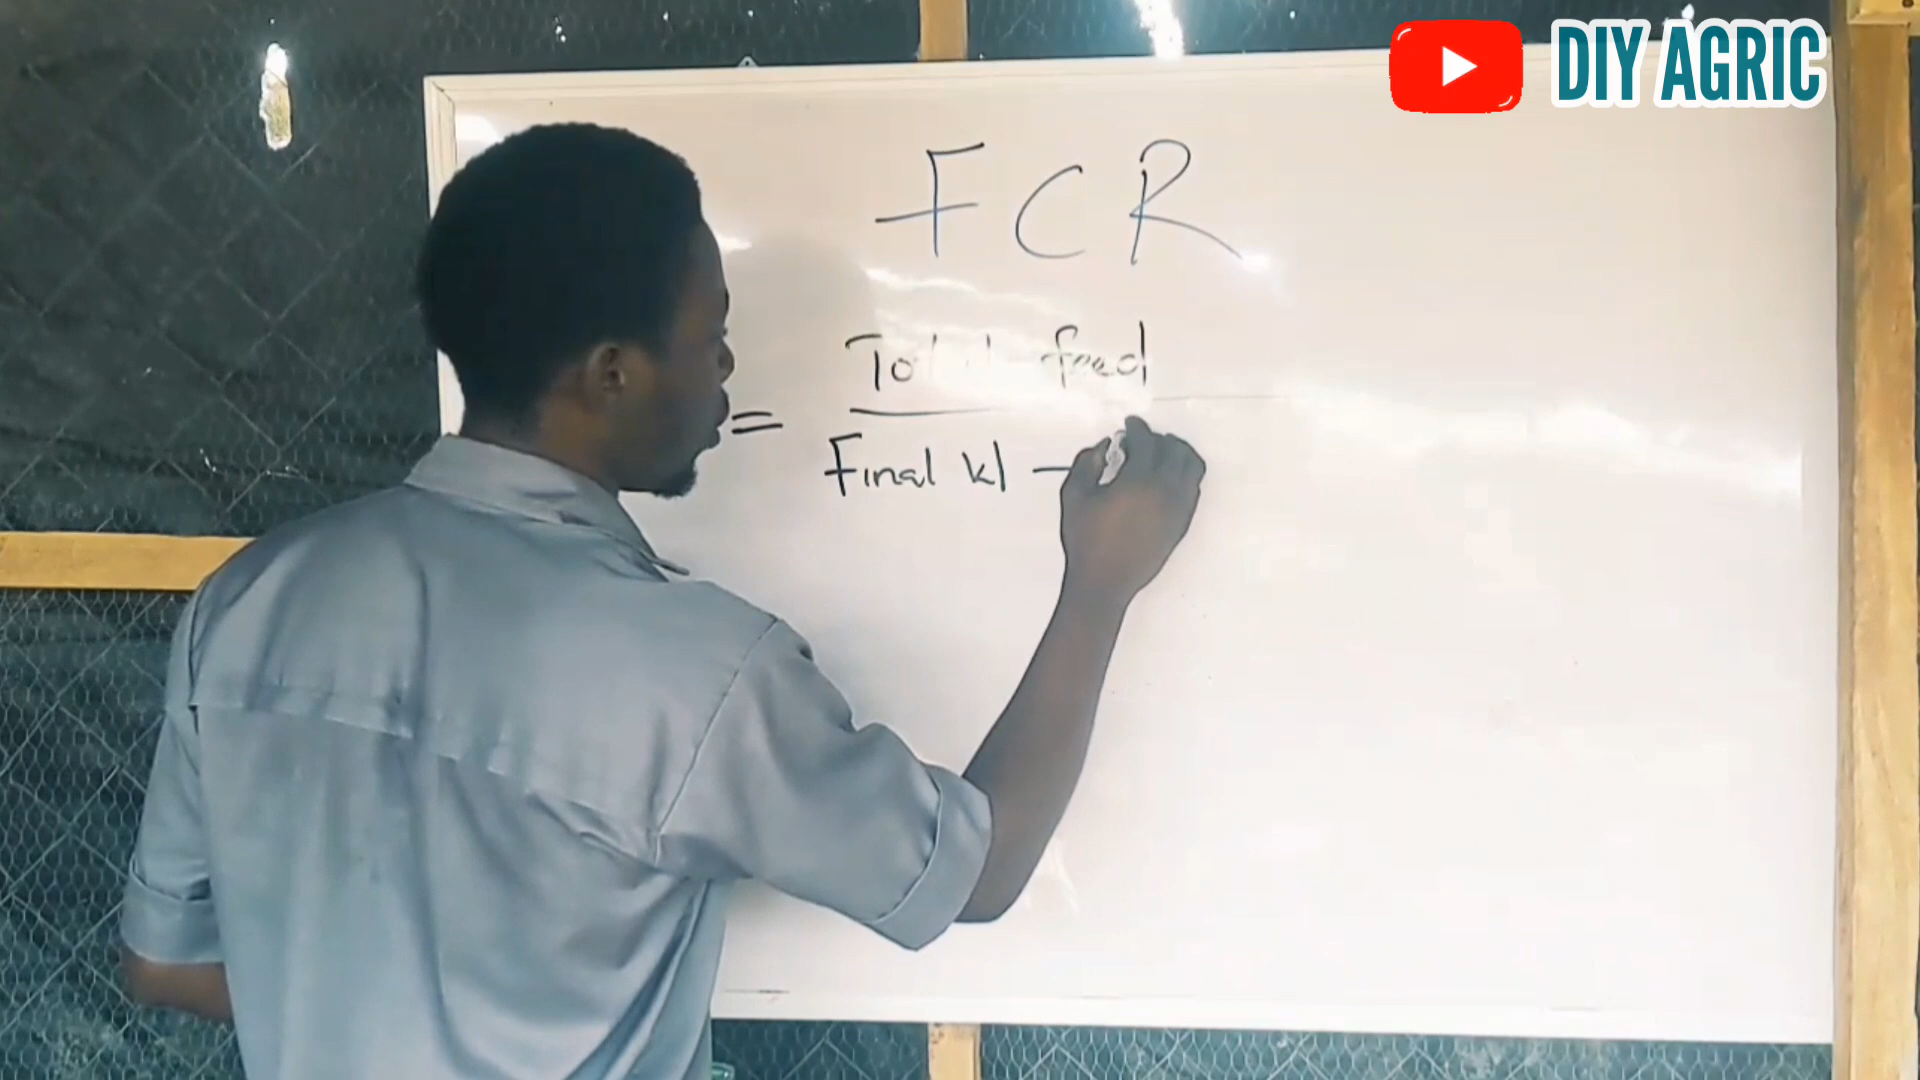 DIY AGRIC
FCR
= Total feed
Final kl -